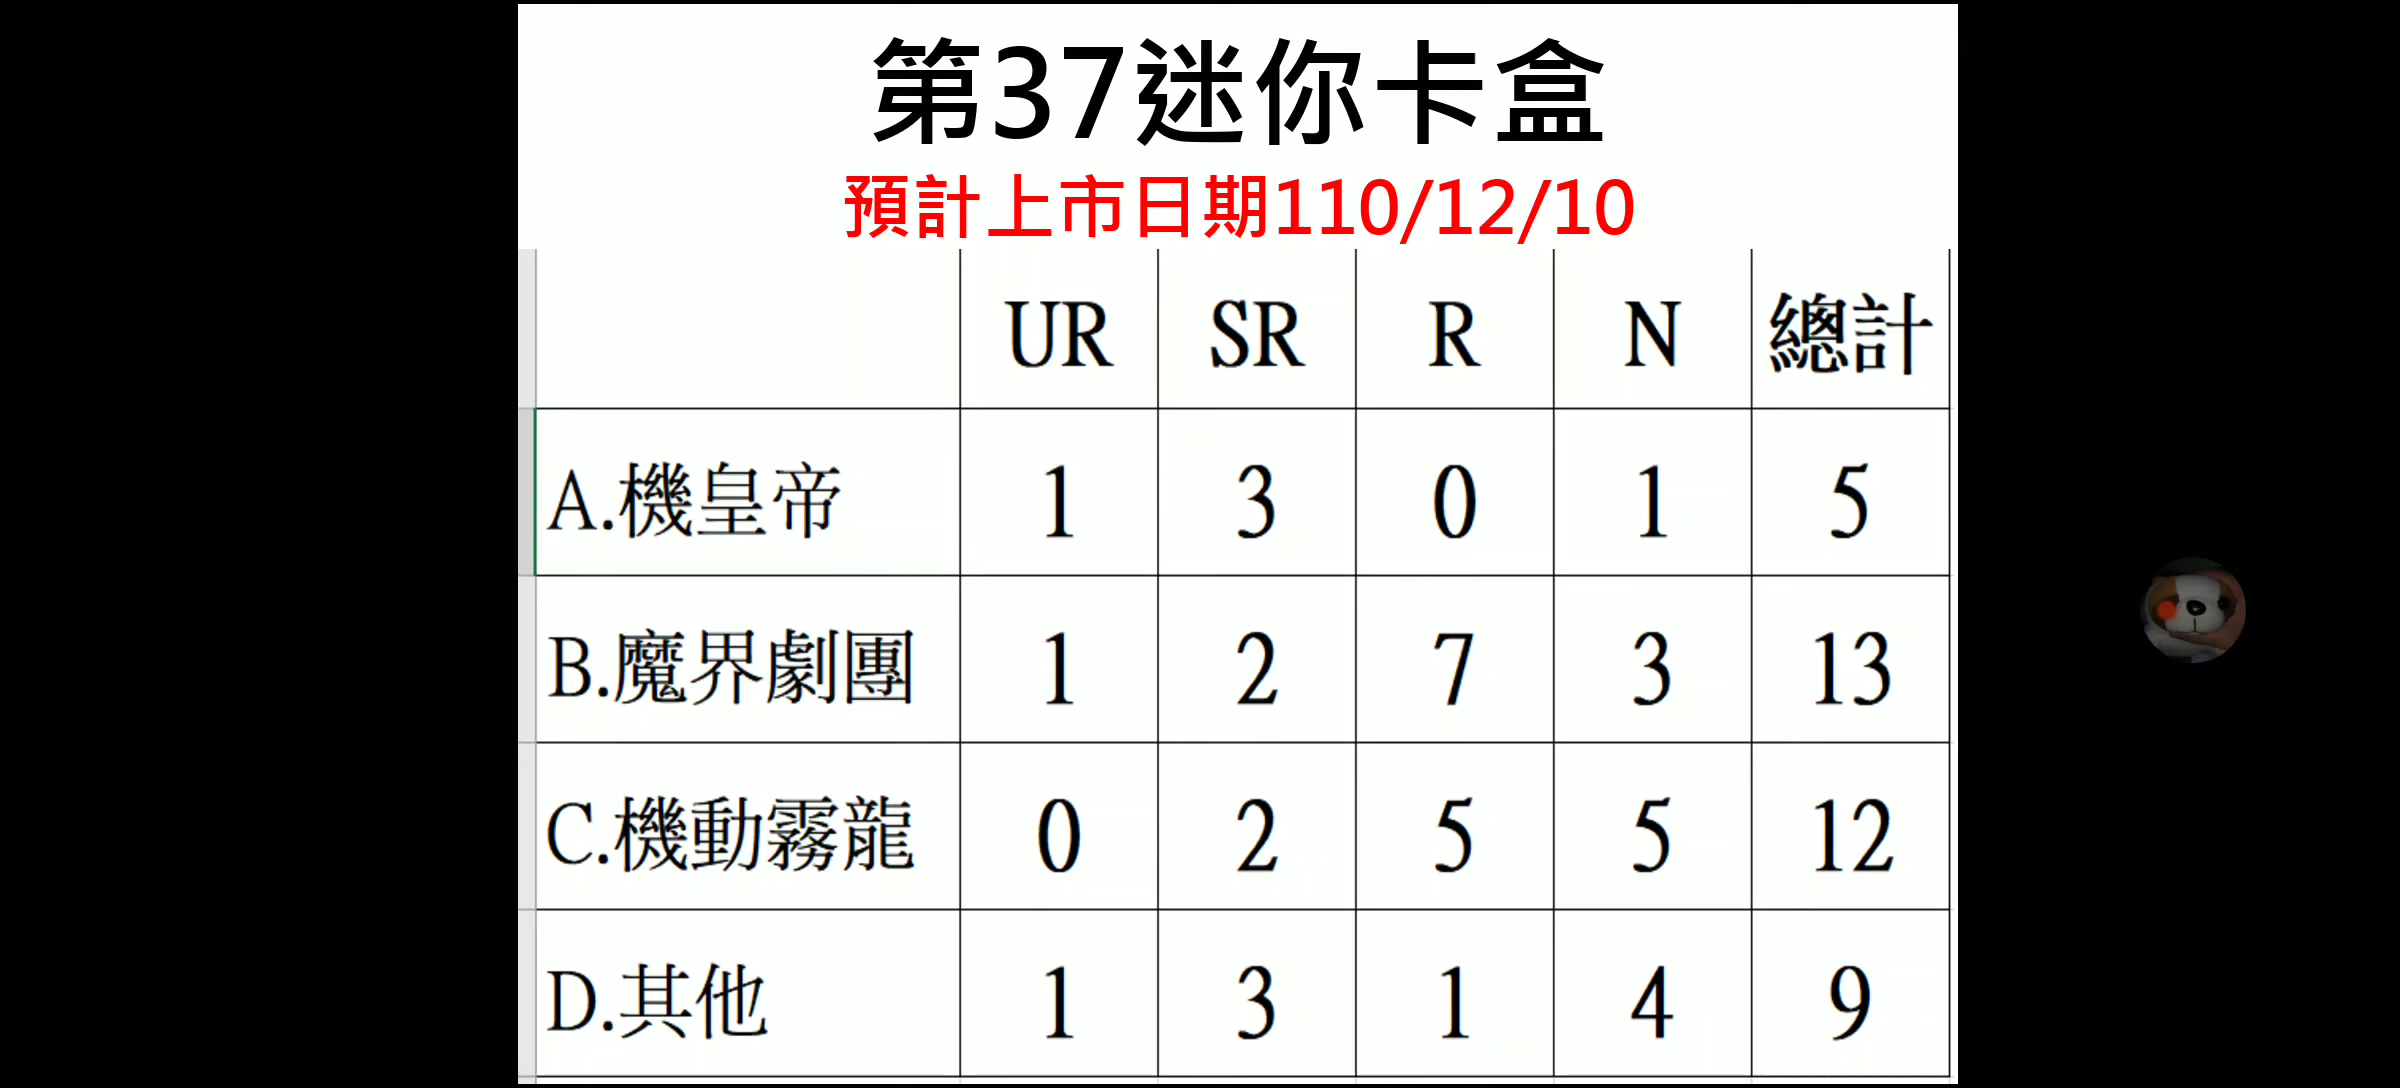 第37迷你卡盒
預計上市日期110/12/10
UR SR R N 總計
A.機皇帝 1 3 0 1 5
B.魔界劇團 1 2 7 3 13
C.機動霧龍 0 2 5 5 12
D.其他 1 3 1 4 9